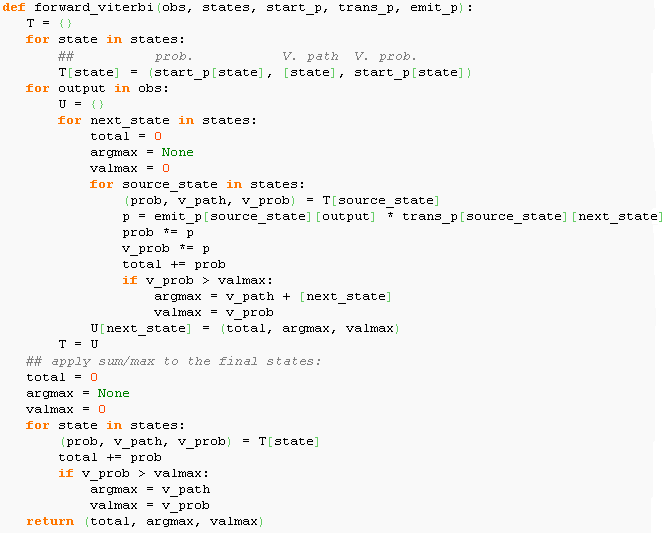 def forward_viterbi(obs, states, start_p, trans_p, emit_p):
   T = {}
   for state in states:
       ##          prob.           V. path  V. prob.
       T[state] = (start_p[state], [state], start_p[state])
   for output in obs:
       U = {}
       for next_state in states:
           total = 0
           argmax = None
           valmax = 0
           for source_state in states:
               (prob, v_path, v_prob) = T[source_state]
               p = emit_p[source_state][output] * trans_p[source_state][next_state]
               prob *= p
               v_prob *= p
               total += prob
               if v_prob > valmax:
                   argmax = v_path + [next_state]
                   valmax = v_prob
           U[next_state] = (total, argmax, valmax)
       T = U
   ## apply sum/max to the final states:
   total = 0
   argmax = None
   valmax = 0
   for state in states:
       (prob, v_path, v_prob) = T[state]
       total += prob
       if v_prob > valmax:
           argmax = v_path
           valmax = v_prob
   return (total, argmax, valmax)